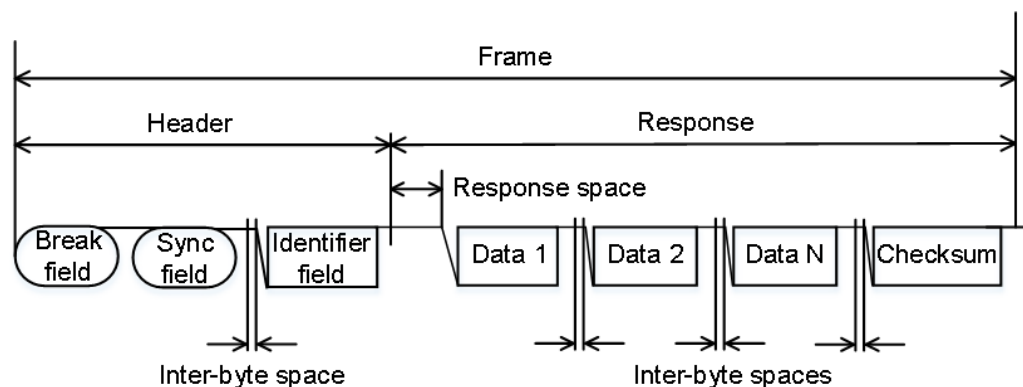 Frame
Header
Response
Response space
Break
field
Sync
field
Identifier
field
Data 1
Data 2
Data N
Checksum
Inter-byte space
Inter-byte spaces